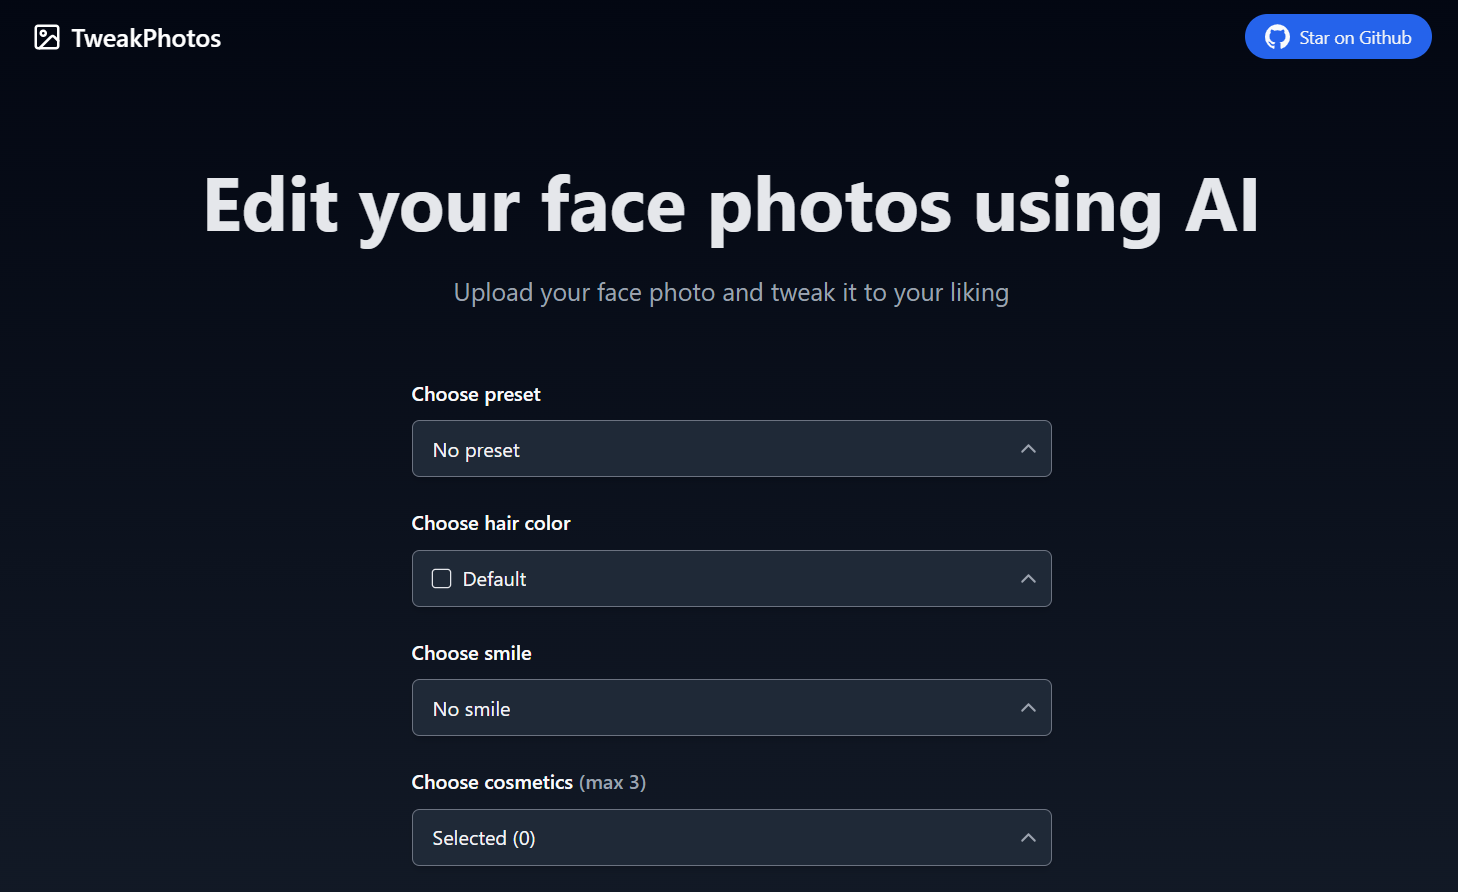 TweakPhotos
Star on Github
Edit your face photos using AI
Upload your face photo and tweak it to your liking
Choose preset
No preset
Choose hair color
Default
Choose smile
No smile
Choose cosmetics (max 3)
Selected (0)